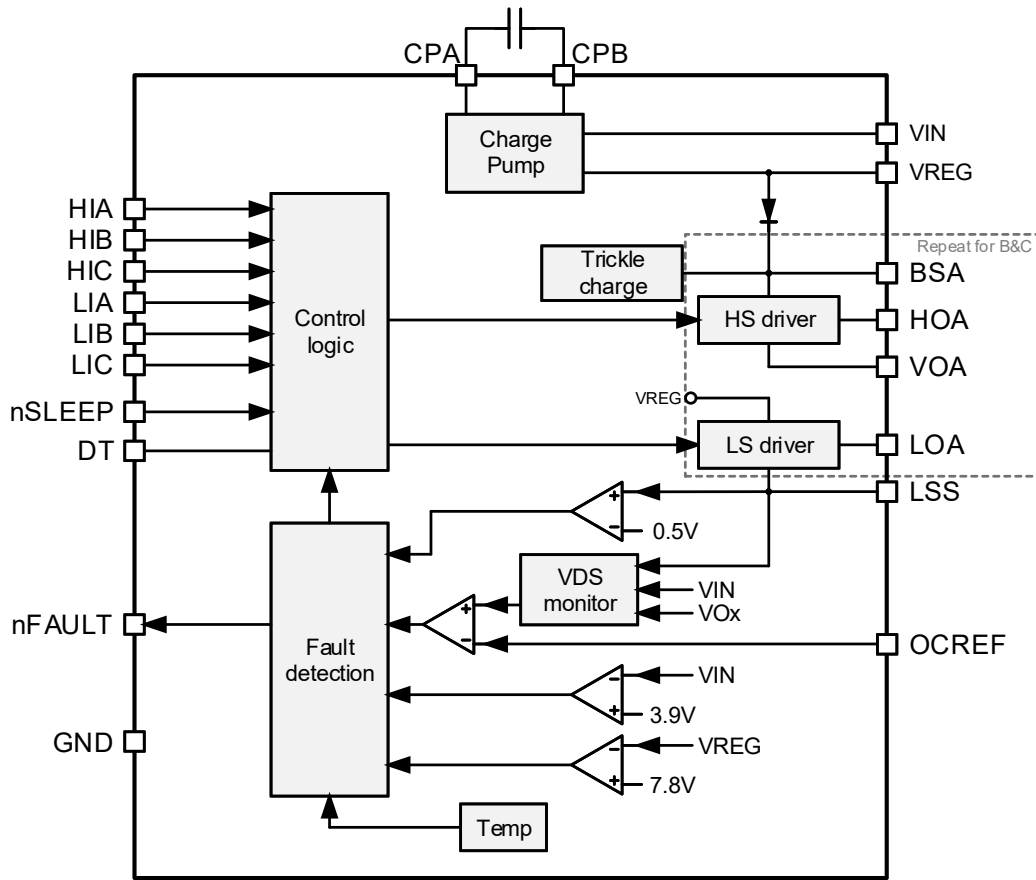 CPA
CPB
Charge
Pump
VIN
VREG
HIA
HIB
HIC
LIA
LIB
LIC
nSLEEP
DT
Control
logic
Repeat for B&C
Trickle
charge
BSA
HS driver
HOA
VOA
VREG
LS driver
LOA
LSS
+
−
0.5V
VDS
monitor
VIN
VOx
+
−
OCREF
nFAULT
Fault
detection
−
+
VIN
3.9V
GND
−
+
VREG
7.8V
Temp